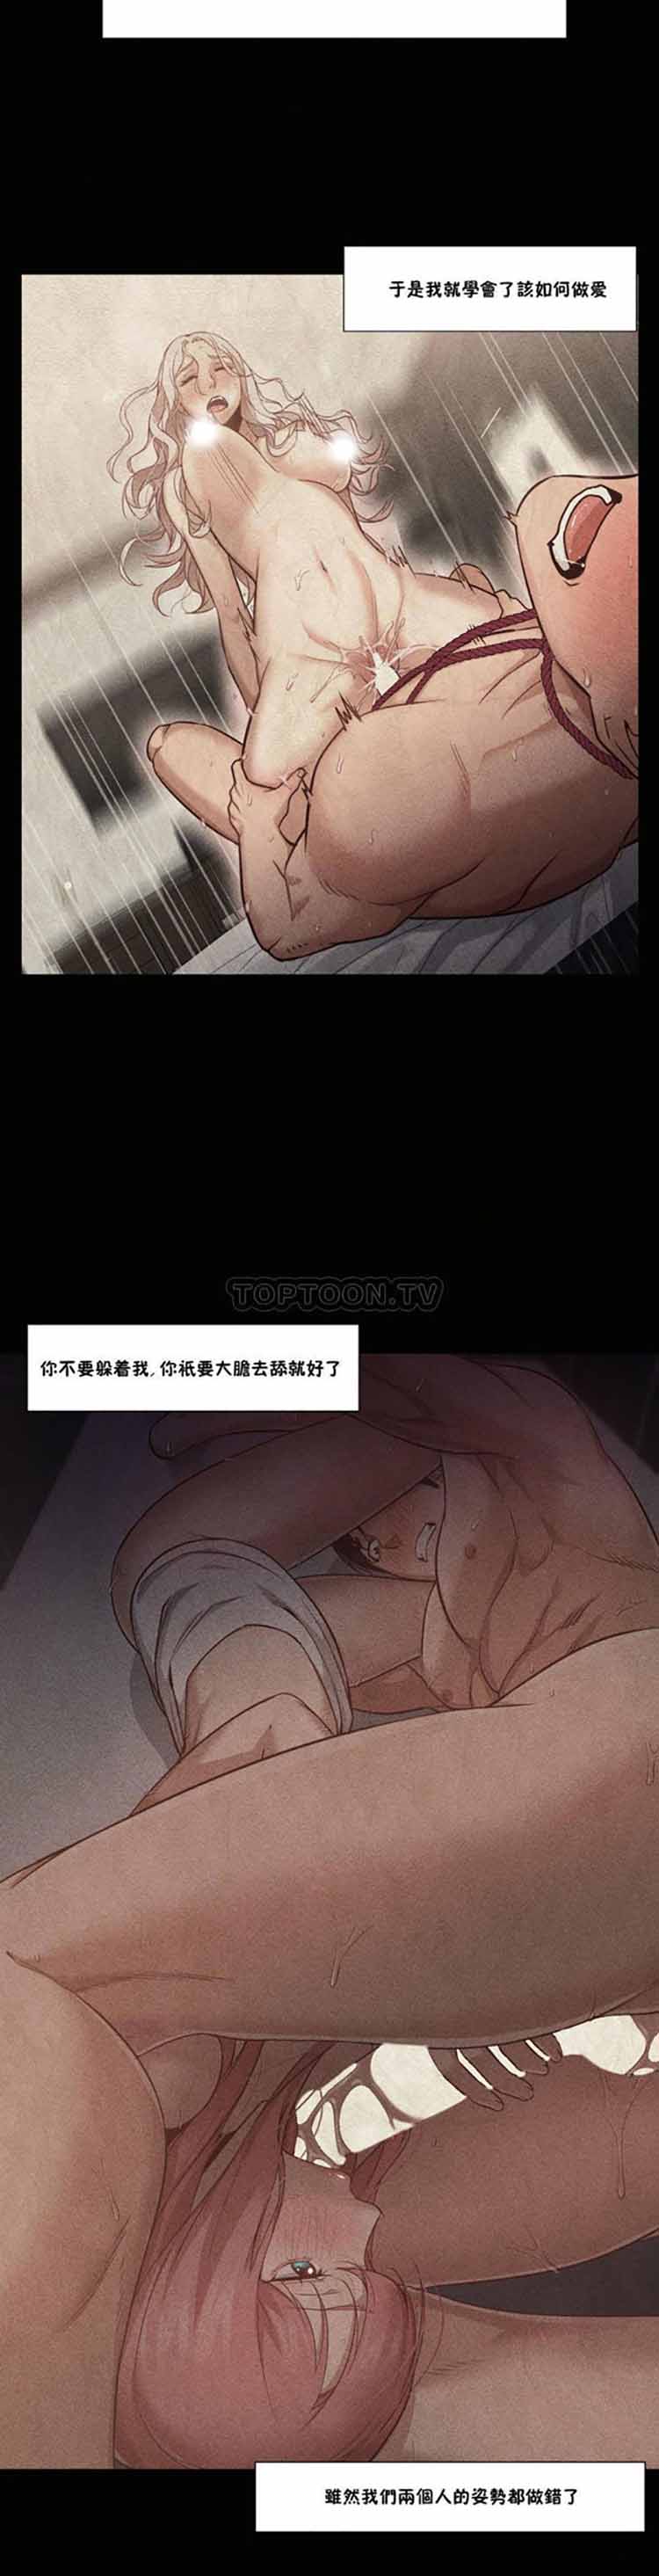 于是我就學會了該如何做愛
TOPTOON.TV
你不要躲着我,你衹要大膽去舔就好了
雖然我們兩個人的姿勢都做錯了